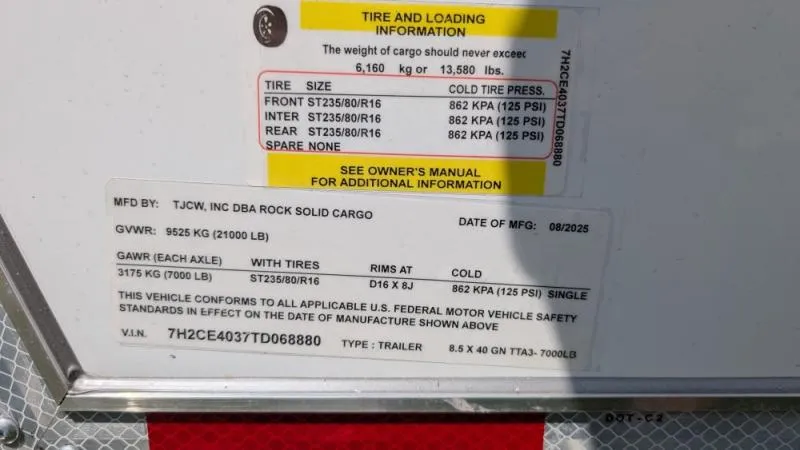 TIRE AND LOADING
INFORMATION
The weight of cargo should never exceed
6,160 kg or 13,580 lbs.
TIRE SIZE COLD TIRE PRESS.
FRONT ST235/80/R16 862 KPA (125 PSI)
INTER ST235/80/R16 862 KPA (125 PSI)
REAR ST235/80/R16 862 KPA (125 PSI)
SPARE NONE
SEE OWNER'S MANUAL
FOR ADDITIONAL INFORMATION
7H2CE4037TD068880
MFD BY: TJCW, INC DBA ROCK SOLID CARGO DATE OF MFG: 08/2025
GVWR: 9525 KG (21000 LB)
GAWR (EACH AXLE) WITH TIRES RIMS AT COLD
3175 KG (7000 LB) ST235/80/R16 D16 X 8J 862 KPA (125 PSI) SINGLE
THIS VEHICLE CONFORMS TO ALL APPLICABLE U.S. FEDERAL MOTOR VEHICLE SAFETY
STANDARDS IN EFFECT ON THE DATE OF MANUFACTURE SHOWN ABOVE
V.I.N. 7H2CE4037TD068880 TYPE : TRAILER 8.5 X 40 GN TTA3- 7000LB
DOT-C2